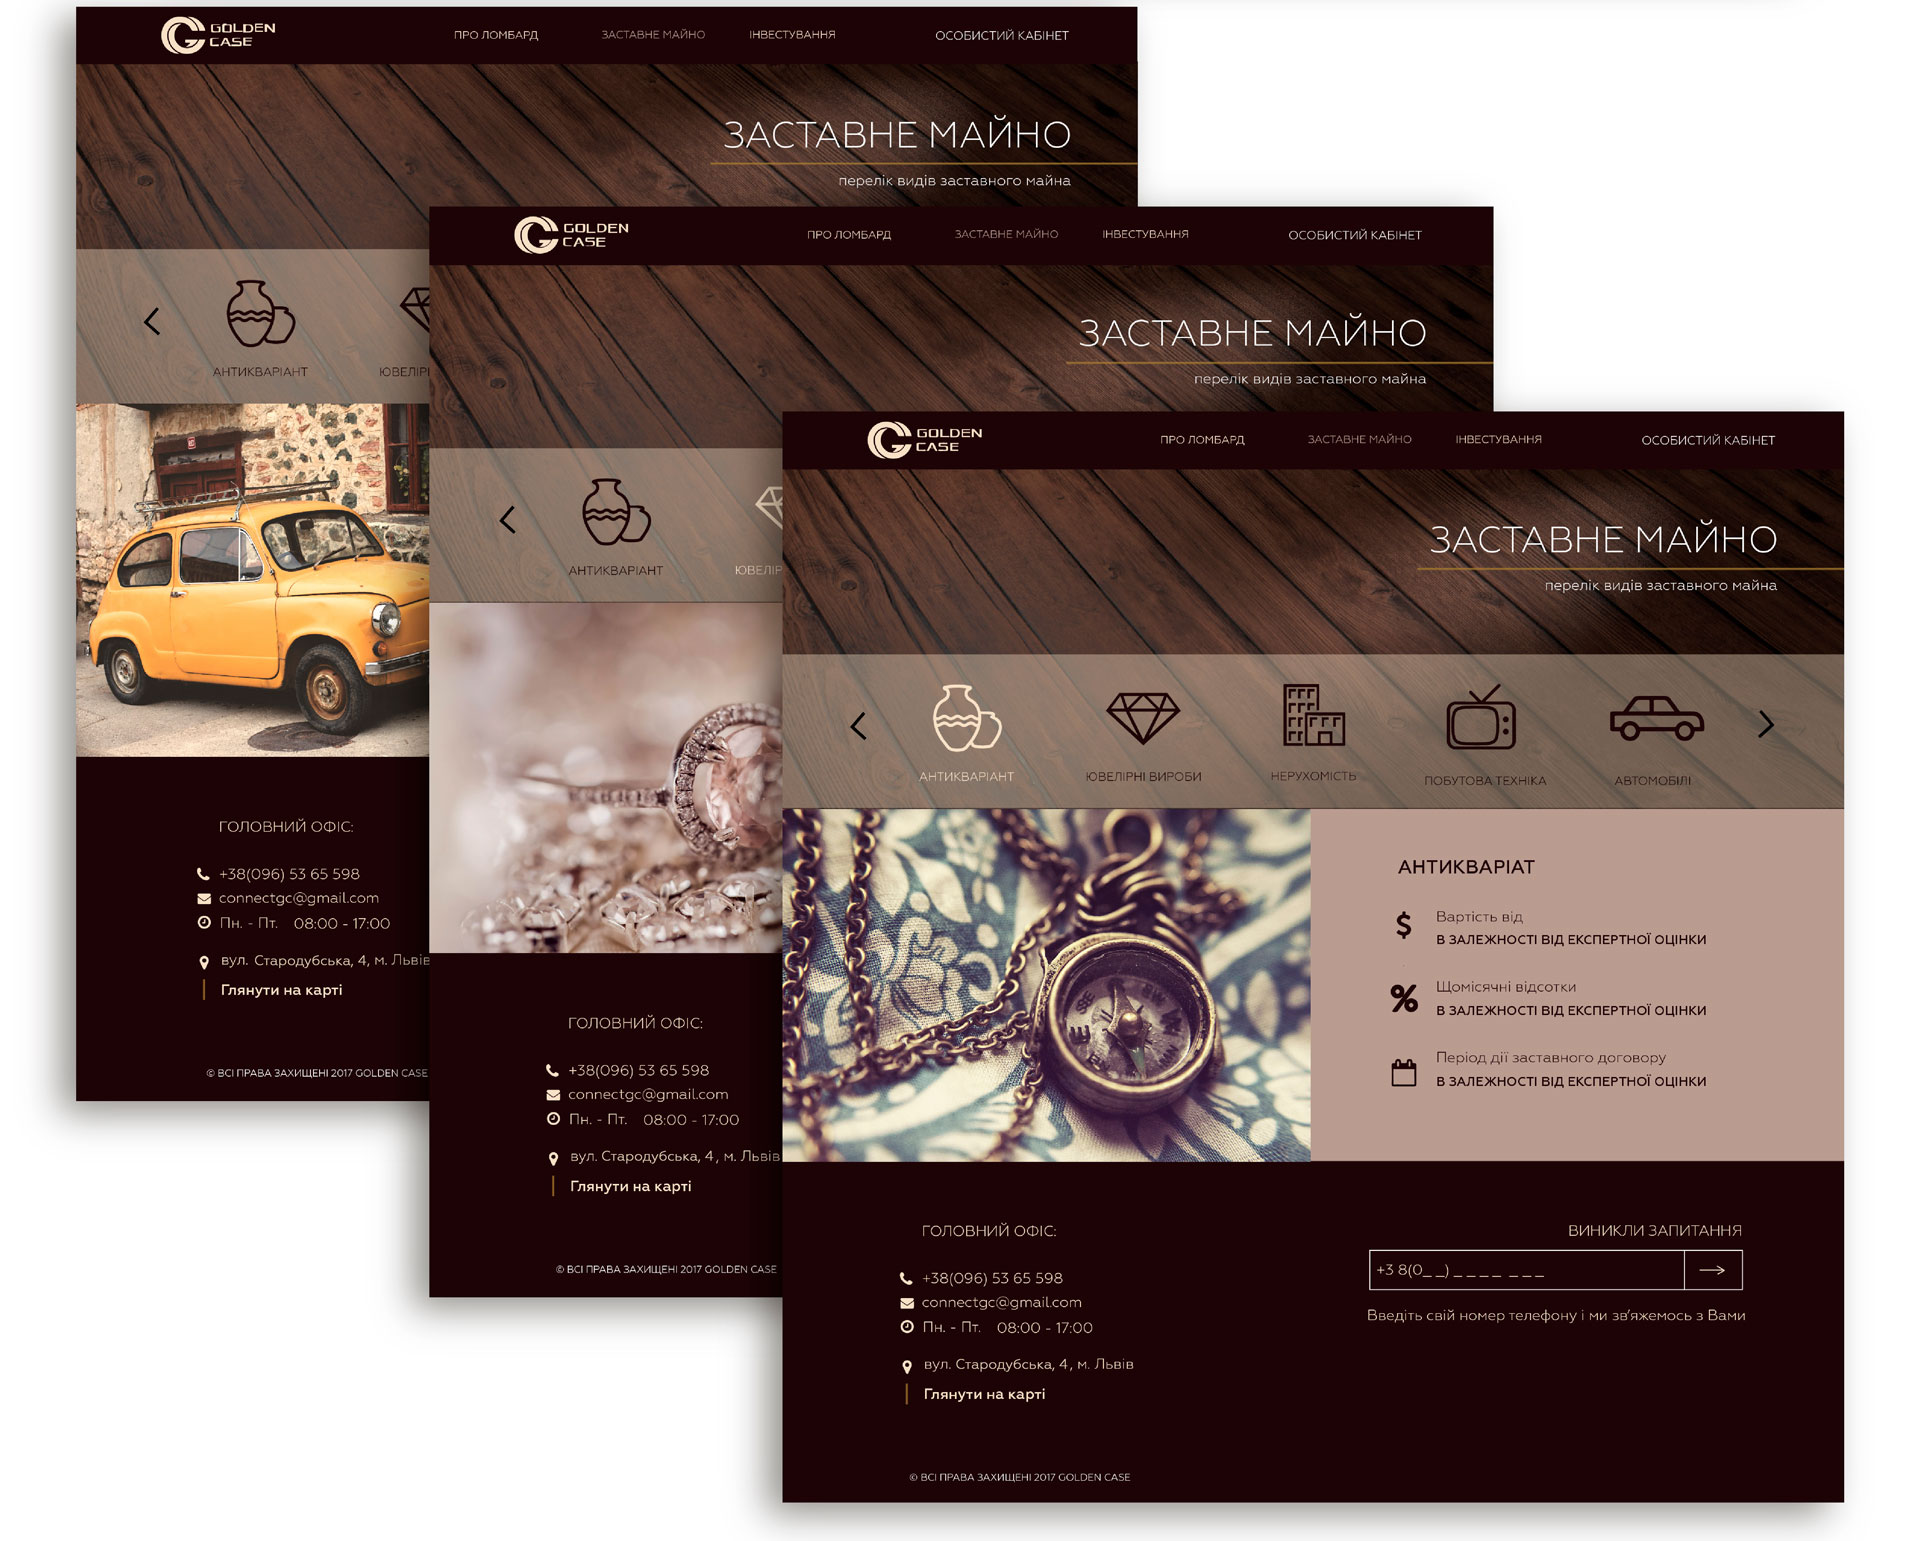 GOLDEN
CASE
ПРО ЛОМБАРД
ЗАСТАВНЕ МАЙНО
ІНВЕСТУВАННЯ
ОСОБИСТИЙ КАБІНЕТ
ЗАСТАВНЕ МАЙНО
перелік видів заставного майна
АНТИКВАРІАНТ
ЮВЕЛІР
ГОЛОВНИЙ ОФІС:
+38(096) 53 65 598
connectgc@gmail.com
Пн. - Пт. 08:00 - 17:00
вул. Стародубська, 4, м. Львів
Глянути на карті
© ВСІ ПРАВА ЗАХИЩЕНІ 2017 GOLDEN CASE
GOLDEN
CASE
ПРО ЛОМБАРД
ЗАСТАВНЕ МАЙНО
ІНВЕСТУВАННЯ
ОСОБИСТИЙ КАБІНЕТ
ЗАСТАВНЕ МАЙНО
перелік видів заставного майна
АНТИКВАРІАНТ
ЮВЕЛІР
ГОЛОВНИЙ ОФІС:
+38(096) 53 65 598
connectgc@gmail.com
Пн. - Пт. 08:00 - 17:00
вул. Стародубська, 4, м. Львів
Глянути на карті
© ВСІ ПРАВА ЗАХИЩЕНІ 2017 GOLDEN CASE
GOLDEN
CASE
ПРО ЛОМБАРД
ЗАСТАВНЕ МАЙНО
ІНВЕСТУВАННЯ
ОСОБИСТИЙ КАБІНЕТ
ЗАСТАВНЕ МАЙНО
перелік видів заставного майна
АНТИКВАРІАНТ
ЮВЕЛІРНІ ВИРОБИ
НЕРУХОМІСТЬ
ПОБУТОВА ТЕХНІКА
АВТОМОБІЛІ
АНТИКВАРІАТ
$ Вартість від
В ЗАЛЕЖНОСТІ ВІД ЕКСПЕРТНОЇ ОЦІНКИ
% Щомісячні відсотки
В ЗАЛЕЖНОСТІ ВІД ЕКСПЕРТНОЇ ОЦІНКИ
Період дії заставного договору
В ЗАЛЕЖНОСТІ ВІД ЕКСПЕРТНОЇ ОЦІНКИ
ГОЛОВНИЙ ОФІС:
+38(096) 53 65 598
connectgc@gmail.com
Пн. - Пт. 08:00 - 17:00
вул. Стародубська, 4, м. Львів
Глянути на карті
ВИНИКЛИ ЗАПИТАННЯ
+3 8(0_ _) _ _ _ _ _ _ _
Введіть свій номер телефону і ми зв'яжемось з Вами
© ВСІ ПРАВА ЗАХИЩЕНІ 2017 GOLDEN CASE